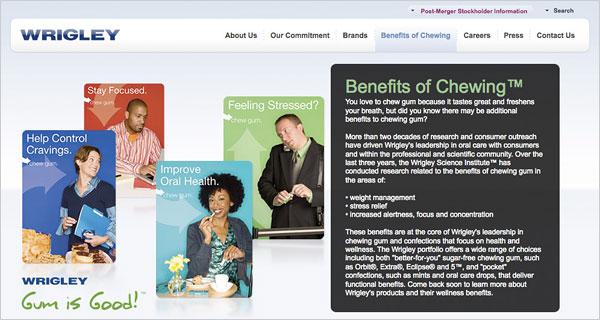 Post-Merger Stockholder Information
Search
WRIGLEY
About Us
Our Commitment
Brands
Benefits of Chewing
Careers
Press
Contact Us
Stay Focused.
chew gum.
Feeling Stressed?
chew gum.
Help Control
Cravings.
chew gum.
Improve
Oral Health.
chew gum.
WRIGLEY
Gum is Good!™
Benefits of Chewing™
You love to chew gum because it tastes great and freshens
your breath, but did you know there may be additional
benefits to chewing gum?
More than two decades of research and consumer outreach
have driven Wrigley's leadership in oral care with consumers
and within the professional and scientific community. Over the
last three years, the Wrigley Science Institute™ has
conducted research related to the benefits of chewing gum in
the areas of:
• weight management
• stress relief
• increased alertness, focus and concentration
These benefits are at the core of Wrigley's leadership in
chewing gum and confections that focus on health and
wellness. The Wrigley portfolio offers a wide range of choices
including both "better-for-you" sugar-free chewing gum, such
as Orbit®, Extra®, Eclipse® and 5™, and "pocket"
confections, such as mints and oral care drops, that deliver
functional benefits. Come back soon to learn more about
Wrigley's products and their wellness benefits.